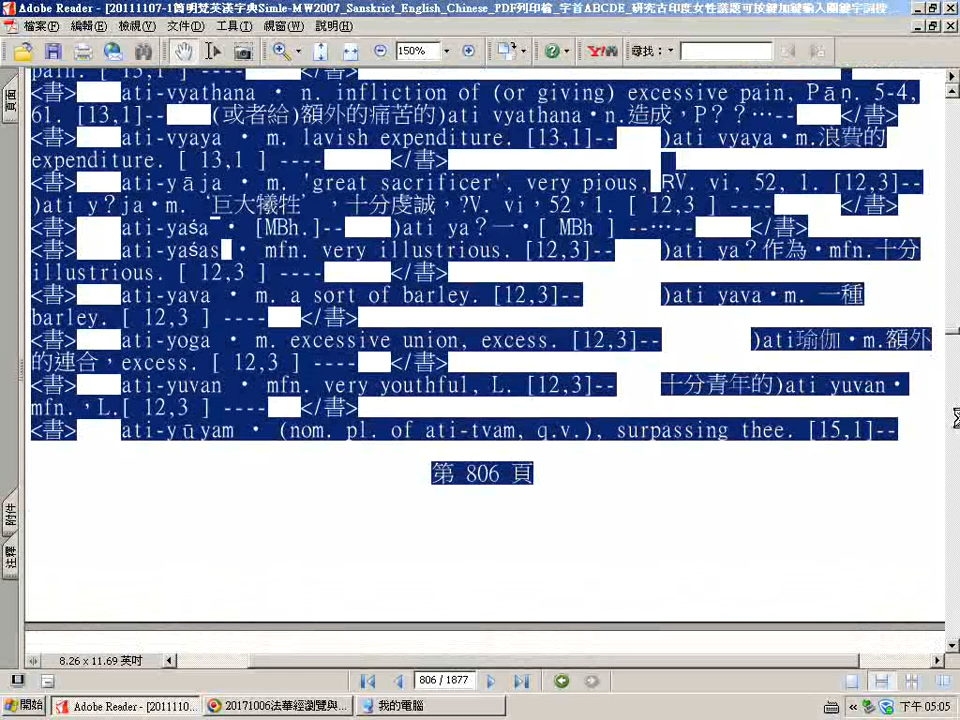 Adobe Reader - [20111107-1簡明梵英漢字典Simle-MW2007_Sanskrict_English_Chinese_PDF列印檔_字首ABCDE_研究古印度女性議題可按鍵加鍵輸入關鍵字詞搜
檔案(F) 編輯(E) 檢視(V) 文件(D) 工具(T) 視窗(W) 說明(H)
150% 尋找:
頁面
pain. [ 13,1 ] ---- </書>
<書> ati-vyathana • n. infliction of (or giving) excessive pain, Pāṇ. 5-4,
61. [13,1]-- (或者給)額外的痛苦的)ati vyathana•n.造成，P？？…-- </書>
<書> ati-vyaya • m. lavish expenditure. [13,1]-- )ati vyaya•m.浪費的
expenditure. [ 13,1 ] ---- </書>
<書> ati-yāja • m. 'great sacrificer', very pious, RV. vi, 52, 1. [12,3]--
)ati y?ja•m. '巨大犧牲'，十分虔誠，?V. vi，52，1. [ 12,3 ] ---- </書>
<書> ati-yaśa • [MBh.]-- )ati ya？一•[ MBh ] --…-- </書>
<書> ati-yaśas • mfn. very illustrious. [12,3]-- )ati ya？作為•mfn.十分
illustrious. [ 12,3 ] ---- </書>
<書> ati-yava • m. a sort of barley. [12,3]-- )ati yava•m. 一種
barley. [ 12,3 ] ---- </書>
<書> ati-yoga • m. excessive union, excess. [12,3]-- )ati瑜伽•m.額外
的連合，excess. [ 12,3 ] ---- </書>
<書> ati-yuvan • mfn. very youthful, L. [12,3]-- 十分青年的)ati yuvan•
mfn.，L.[ 12,3 ] ---- </書>
<書> ati-yūyam • (nom. pl. of ati-tvam, q.v.), surpassing thee. [15,1]--
第 806 頁
附件
注釋
8.26 x 11.69 英吋
806 / 1877
開始 Adobe Reader - [2011110... 20171006法華經瀏覽與... 我的電腦 下午 05:05